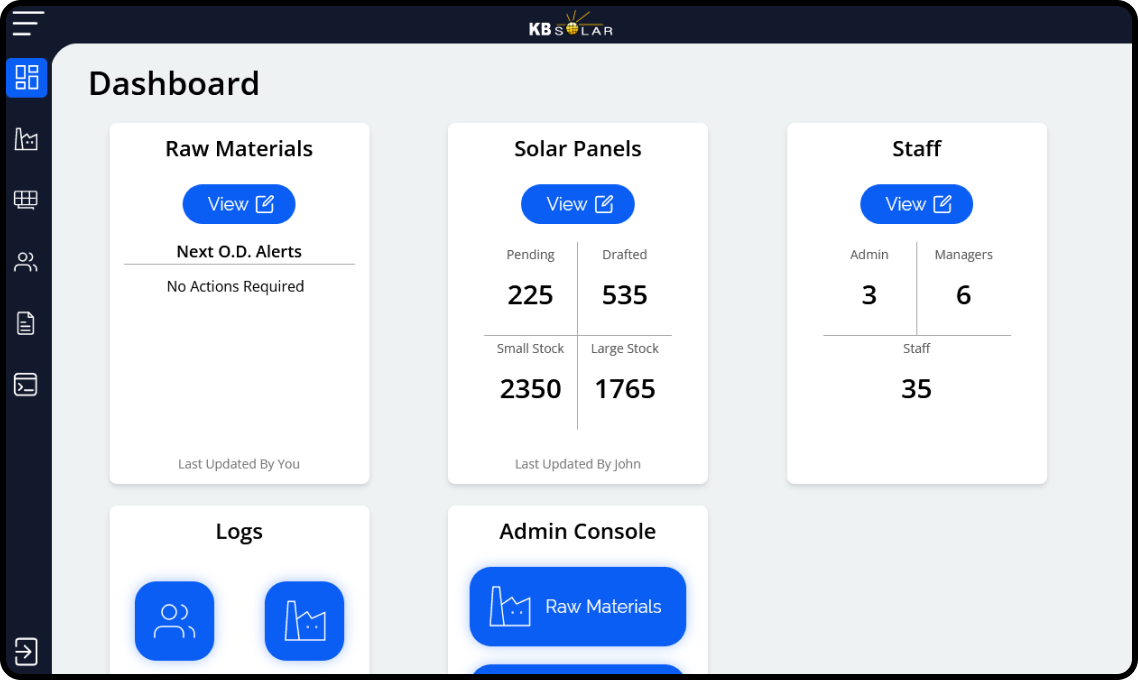 KB SOLAR
Dashboard
Raw Materials
View
Next O.D. Alerts
No Actions Required
Last Updated By You
Solar Panels
View
Pending
Drafted
225
535
Small Stock
Large Stock
2350
1765
Last Updated By John
Staff
View
Admin
Managers
3
6
Staff
35
Logs
Admin Console
Raw Materials